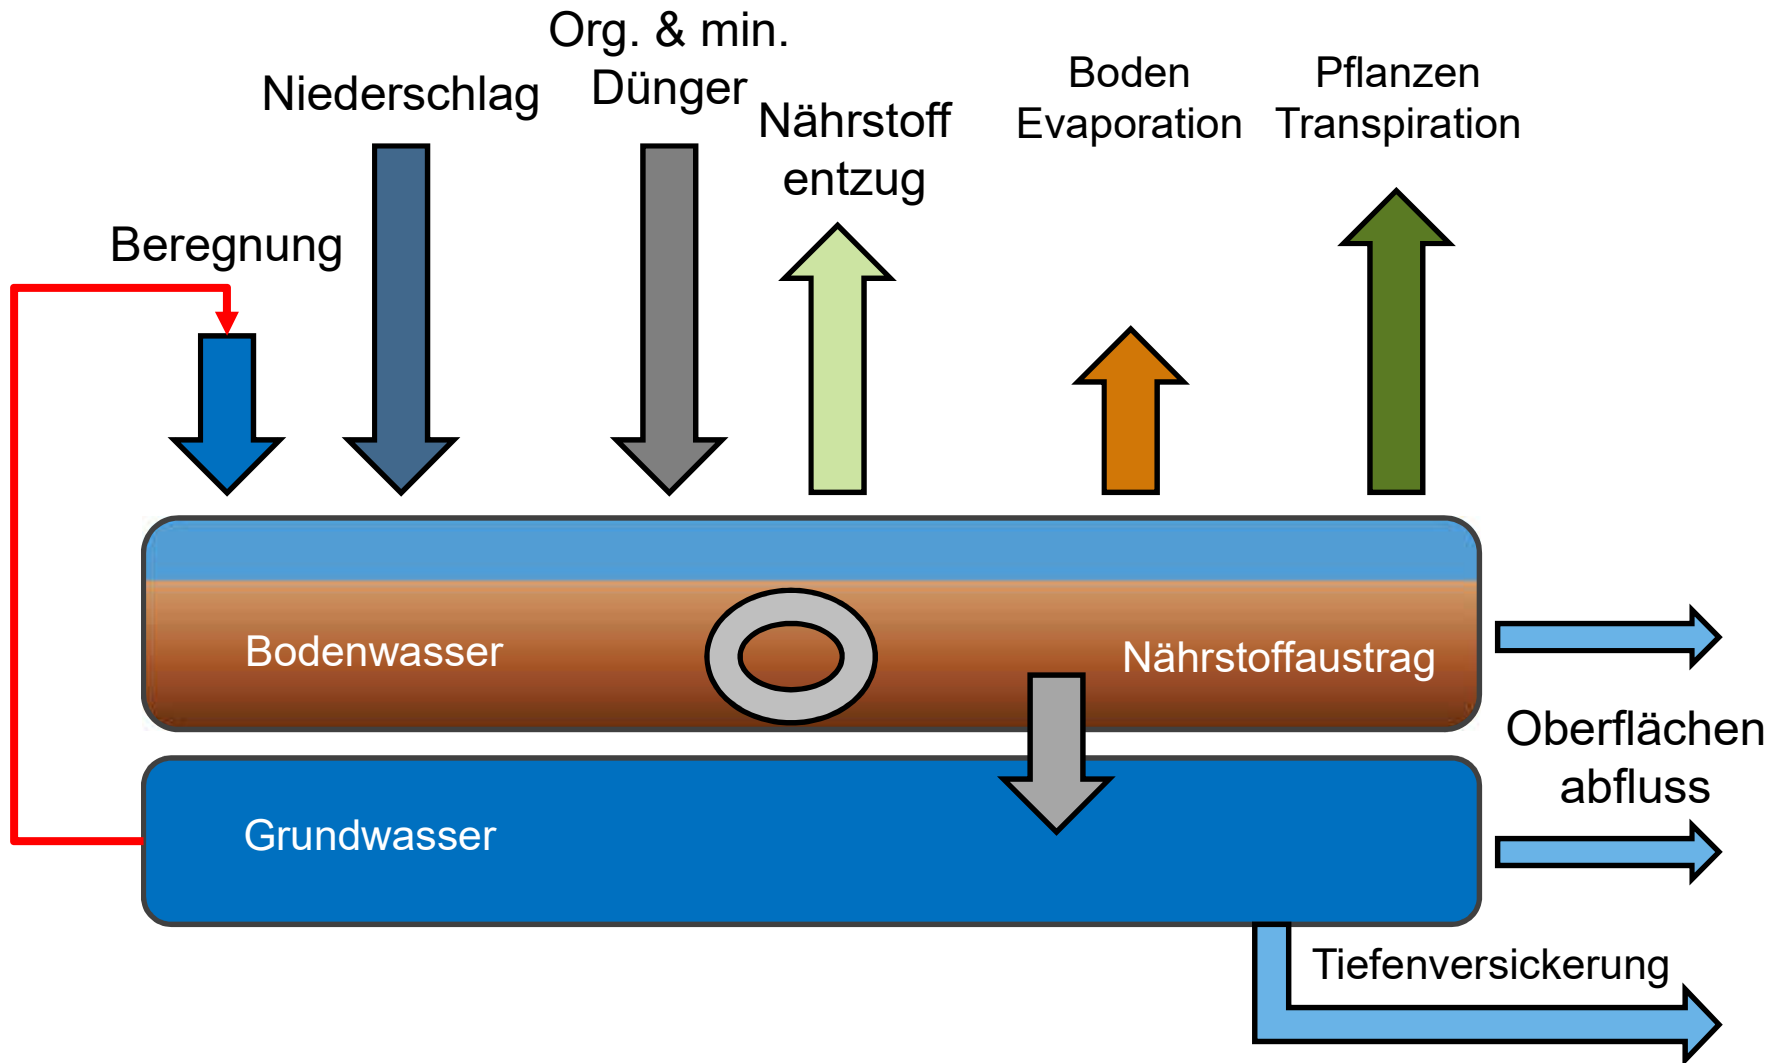 Org. & min.
Dünger
Niederschlag
Nährstoff
entzug
Boden
Evaporation
Pflanzen
Transpiration
Beregnung
Bodenwasser
Nährstoffaustrag
Oberflächen
abfluss
Grundwasser
Tiefenversickerung